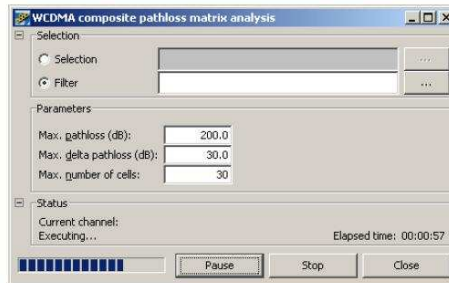 WCDMA composite pathloss matrix analysis
Selection
Selection
...
Filter
...
Parameters
Max. pathloss (dB): 200.0
Max. delta pathloss (dB): 30.0
Max. number of cells: 30
Status
Current channel:
Executing... Elapsed time: 00:00:57
Pause Stop Close